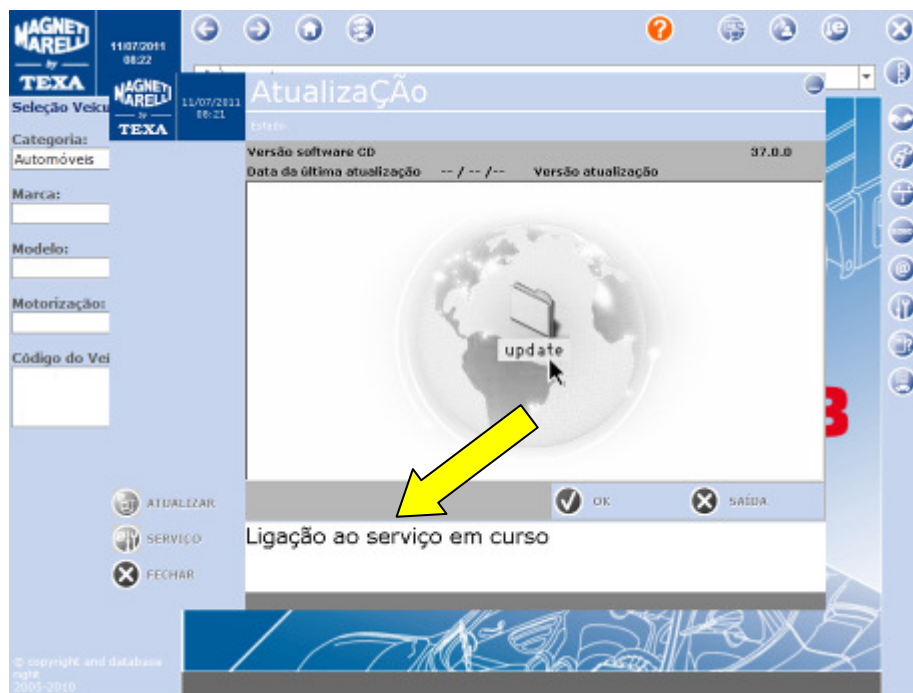 MAGNETI
MARELLI
by
TEXA
11/07/2011
08:22
?
Seleção Veícu
Categoria:
Automóveis
Marca:
Modelo:
Motorização:
Código do Veí
MAGNETI
MARELLI
by
TEXA
11/07/2011
08:21
AtualizaÇÃo
Estado
Versão software CD 37.0.0
Data da última atualização -- / -- /-- Versão atualização
update
OK
SAÍDA
Ligação ao serviço em curso
ATUALIZAR
SERVIÇO
FECHAR
3
© copyright and database
right
2005-2010